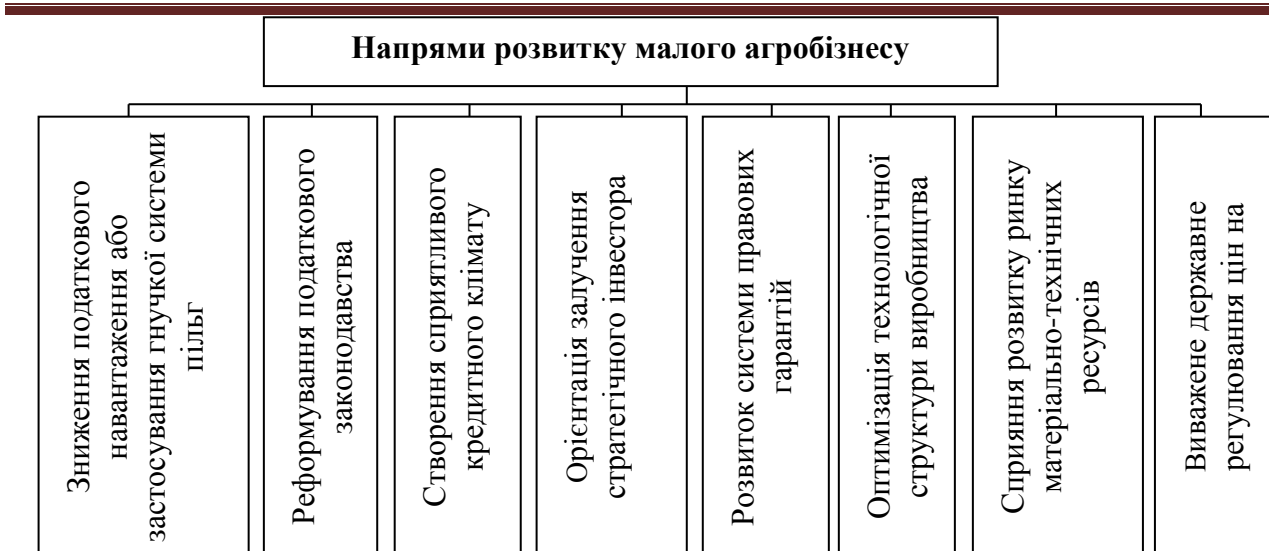 Напрями розвитку малого агробізнесу
Зниження податкового
навантаження або
застосування гнучкої системи
пільг
Реформування податкового
законодавства
Створення сприятливого
кредитного клімату
Орієнтація залучення
стратегічного інвестора
Розвиток системи правових
гарантій
Оптимізація технологічної
структури виробництва
Сприяння розвитку ринку
матеріально-технічних
ресурсів
Виважене державне
регулювання цін на